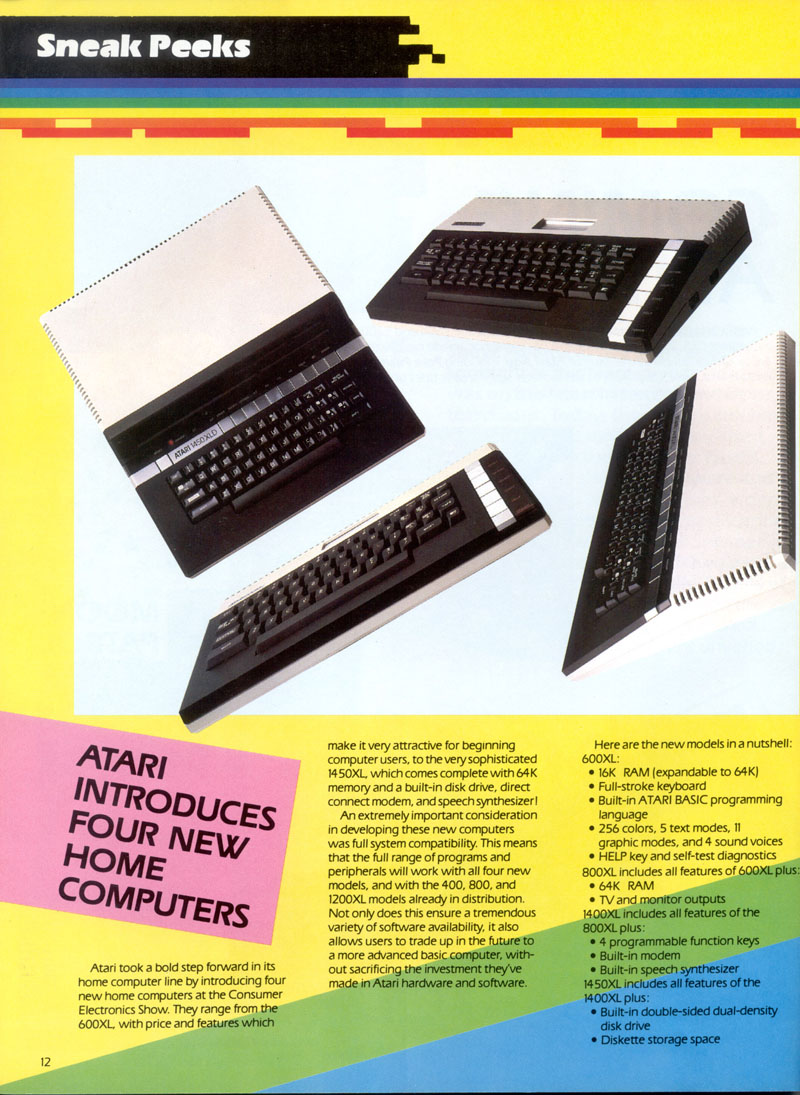 Sneak Peeks
ATARI 1450XLD
ATARI
INTRODUCES
FOUR NEW
HOME
COMPUTERS
Atari took a bold step forward in its
home computer line by introducing four
new home computers at the Consumer
Electronics Show. They range from the
600XL, with price and features which
make it very attractive for beginning
computer users, to the very sophisticated
1450XL, which comes complete with 64K
memory and a built-in disk drive, direct
connect modem, and speech synthesizer!
An extremely important consideration
in developing these new computers
was full system compatibility. This means
that the full range of programs and
peripherals will work with all four new
models, and with the 400, 800, and
1200XL models already in distribution.
Not only does this ensure a tremendous
variety of software availability, it also
allows users to trade up in the future to
a more advanced basic computer, with-
out sacrificing the investment they've
made in Atari hardware and software.
Here are the new models in a nutshell:
600XL:
• 16K RAM (expandable to 64K)
• Full-stroke keyboard
• Built-in ATARI BASIC programming
language
• 256 colors, 5 text modes, 11
graphic modes, and 4 sound voices
• HELP key and self-test diagnostics
800XL includes all features of 600XL plus:
• 64K RAM
• TV and monitor outputs
1400XL includes all features of the
800XL plus:
• 4 programmable function keys
• Built-in modem
• Built-in speech synthesizer
1450XL includes all features of the
1400XL plus:
• Built-in double-sided dual-density
disk drive
• Diskette storage space
12